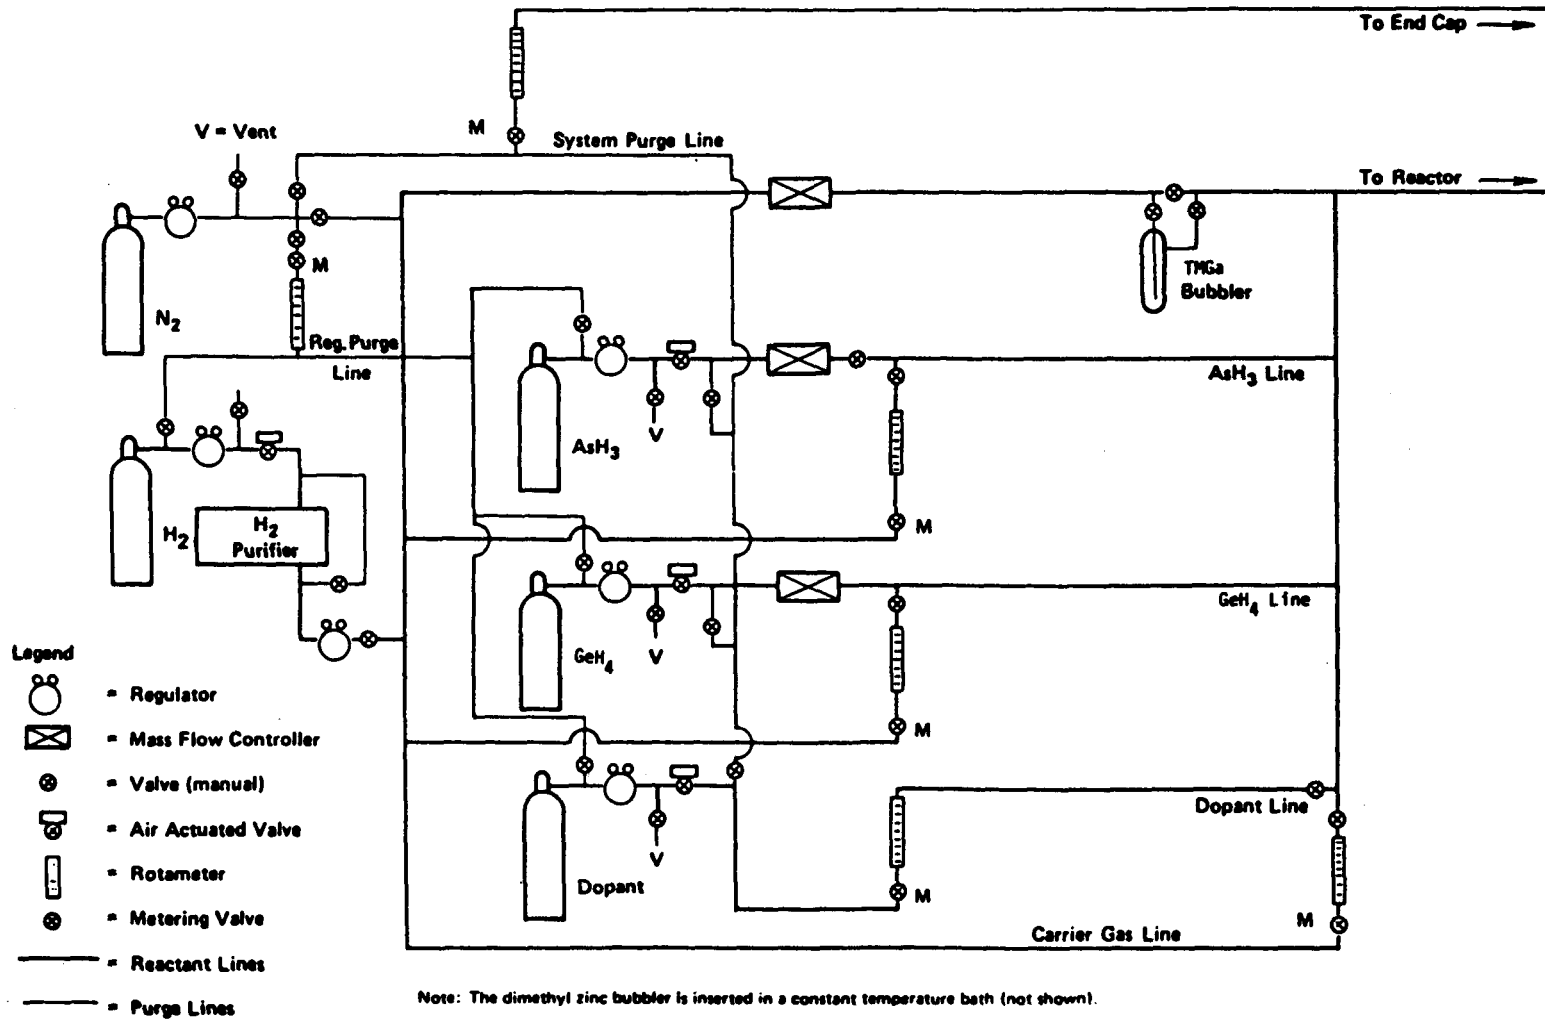 To End Cap
M
System Purge Line
V = Vent
To Reactor
M
N2
TMGa
Bubbler
Reg. Purge
Line
AsH3 Line
AsH3
V
H2
H2
Purifier
M
GeH4 Line
GeH4
V
Legend
= Regulator
= Mass Flow Controller
= Valve (manual)
= Air Actuated Valve
= Rotameter
= Metering Valve
= Reactant Lines
= Purge Lines
M
Dopant Line
V
Dopant
M
M
Carrier Gas Line
Note: The dimethyl zinc bubbler is inserted in a constant temperature bath (not shown).